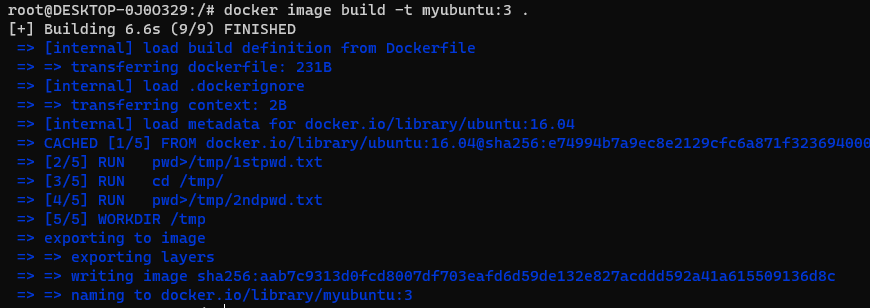 root@DESKTOP-0J0O329:/# docker image build -t myubuntu:3 .
[+] Building 6.6s (9/9) FINISHED
=> [internal] load build definition from Dockerfile
=> => transferring dockerfile: 231B
=> [internal] load .dockerignore
=> => transferring context: 2B
=> [internal] load metadata for docker.io/library/ubuntu:16.04
=> CACHED [1/5] FROM docker.io/library/ubuntu:16.04@sha256:e74994b7a9ec8e2129cfc6a871f323694000
=> [2/5] RUN   pwd>/tmp/1stpwd.txt
=> [3/5] RUN   cd /tmp/
=> [4/5] RUN   pwd>/tmp/2ndpwd.txt
=> [5/5] WORKDIR /tmp
=> exporting to image
=> => exporting layers
=> => writing image sha256:aab7c9313d0fcd8007df703eafd6d59de132e827acddd592a41a615509136d8c
=> => naming to docker.io/library/myubuntu:3